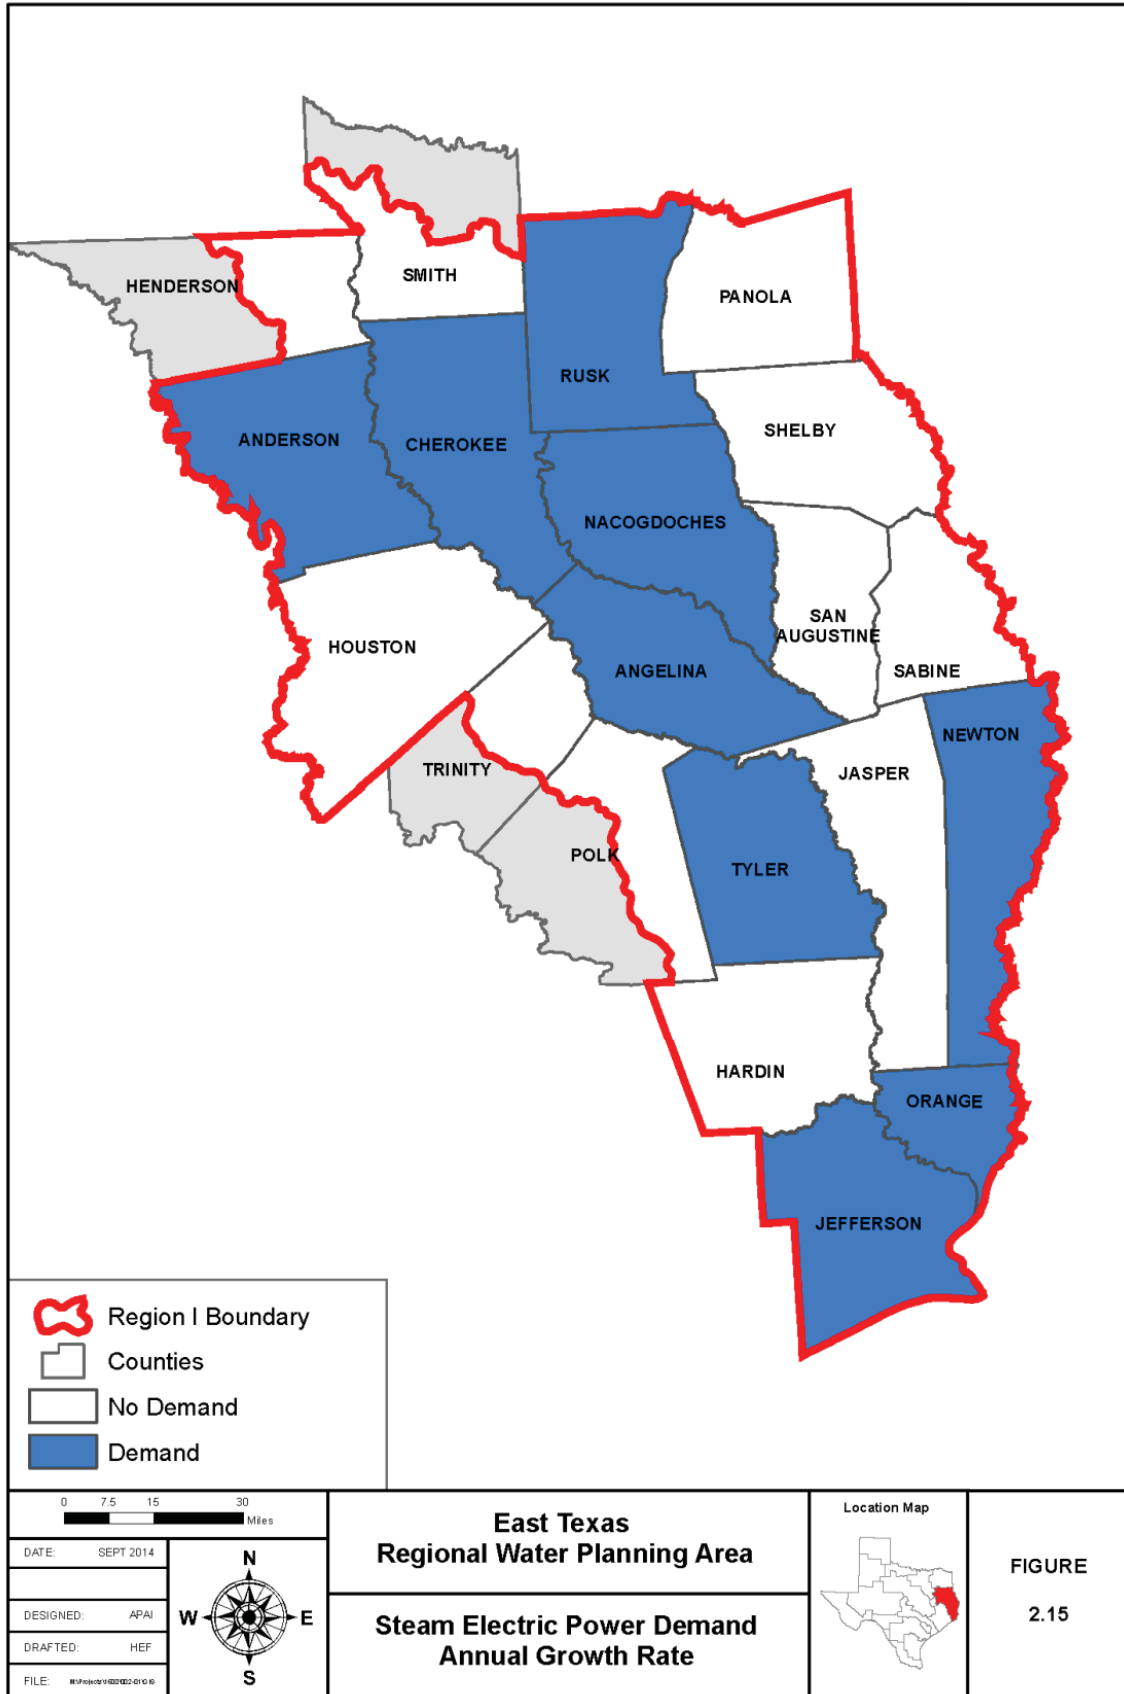 SMITH
HENDERSON
PANOLA
RUSK
SHELBY
ANDERSON
CHEROKEE
NACOGDOCHES
SAN
AUGUSTINE
HOUSTON
ANGELINA
SABINE
NEWTON
TRINITY
JASPER
POLK
TYLER
HARDIN
ORANGE
JEFFERSON
Region I Boundary
Counties
No Demand
Demand
0 7.5 15 30
Miles
DATE: SEPT 2014
DESIGNED: APAI
DRAFTED: HEF
FILE:
N
W E
S
East Texas
Regional Water Planning Area
Steam Electric Power Demand
Annual Growth Rate
Location Map
FIGURE
2.15